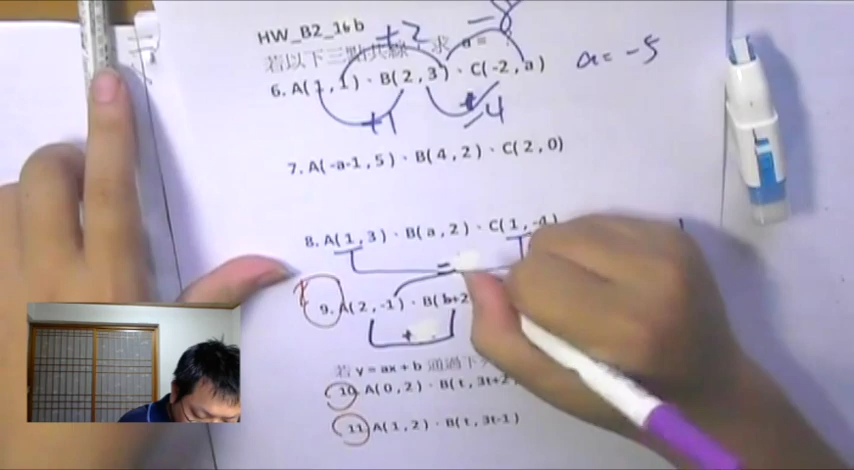 HW_B2_16b
若以下三點共線，求 a = ?
+2 =
6. A(1,1)、B(2,3)、C(-2,a) a = -5
+1 -4
7. A(-a-1,5)、B(4,2)、C(2,0)
8. A(1,3)、B(a,2)、C(1,-4)
=
9. A(2,-1)、B(b+2
+
若 y = ax + b 通過下
10. A(0,2)、B(t,3t+2)
11. A(1,2)、B(t,3t-1)